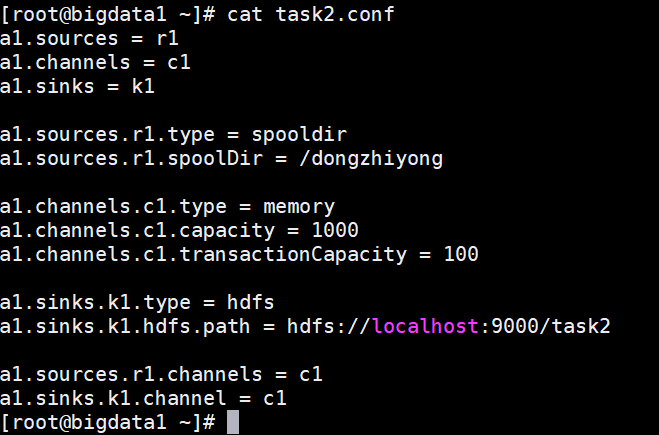 [root@bigdata1 ~]# cat task2.conf
a1.sources = r1
a1.channels = c1
a1.sinks = k1
a1.sources.r1.type = spooldir
a1.sources.r1.spoolDir = /dongzhiyong
a1.channels.c1.type = memory
a1.channels.c1.capacity = 1000
a1.channels.c1.transactionCapacity = 100
a1.sinks.k1.type = hdfs
a1.sinks.k1.hdfs.path = hdfs://localhost:9000/task2
a1.sources.r1.channels = c1
a1.sinks.k1.channel = c1
[root@bigdata1 ~]#